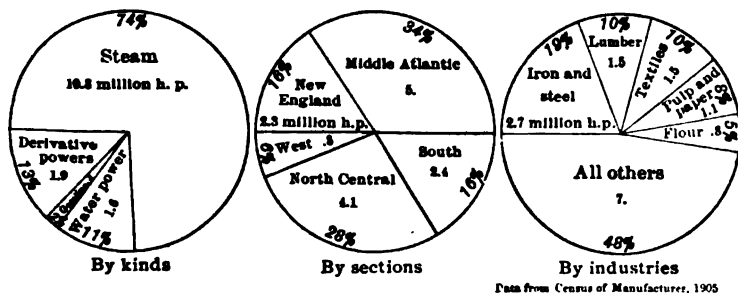 74%
Steam
10.8 million h. p.
Derivative
powers
1.9
13%
Water power
1.6
11%
By kinds
34%
Middle Atlantic
5.
16%
New
England
2.3 million h.p.
6%
West .8
South
2.4
16%
North Central
4.1
28%
By sections
19%
Iron and
steel
2.7 million h.p.
10%
Lumber
1.5
10%
Textiles
1.5
8%
Pulp and
paper
1.1
5%
Flour .8
All others
7.
48%
By industries
Data from Census of Manufacturer, 1905